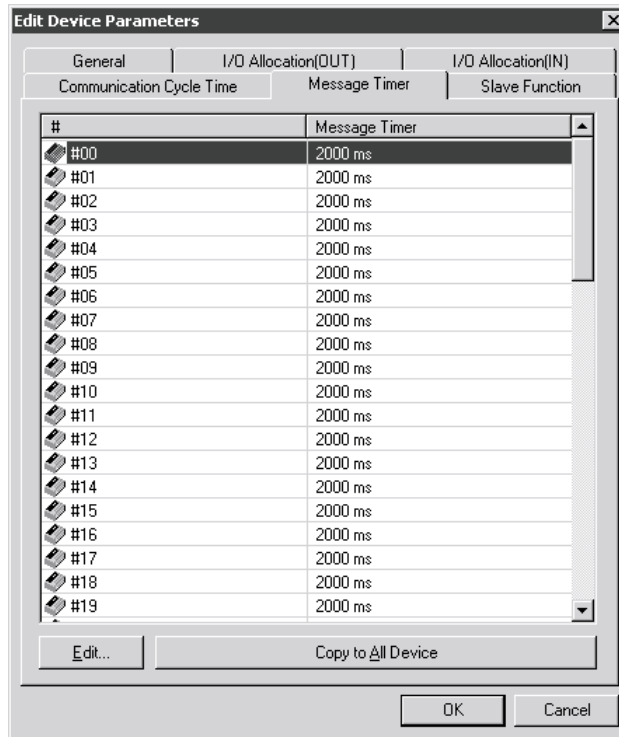 Edit Device Parameters
General I/O Allocation(OUT) I/O Allocation(IN)
Communication Cycle Time Message Timer Slave Function
# Message Timer
#00 2000 ms
#01 2000 ms
#02 2000 ms
#03 2000 ms
#04 2000 ms
#05 2000 ms
#06 2000 ms
#07 2000 ms
#08 2000 ms
#09 2000 ms
#10 2000 ms
#11 2000 ms
#12 2000 ms
#13 2000 ms
#14 2000 ms
#15 2000 ms
#16 2000 ms
#17 2000 ms
#18 2000 ms
#19 2000 ms
Edit... Copy to All Device
OK Cancel